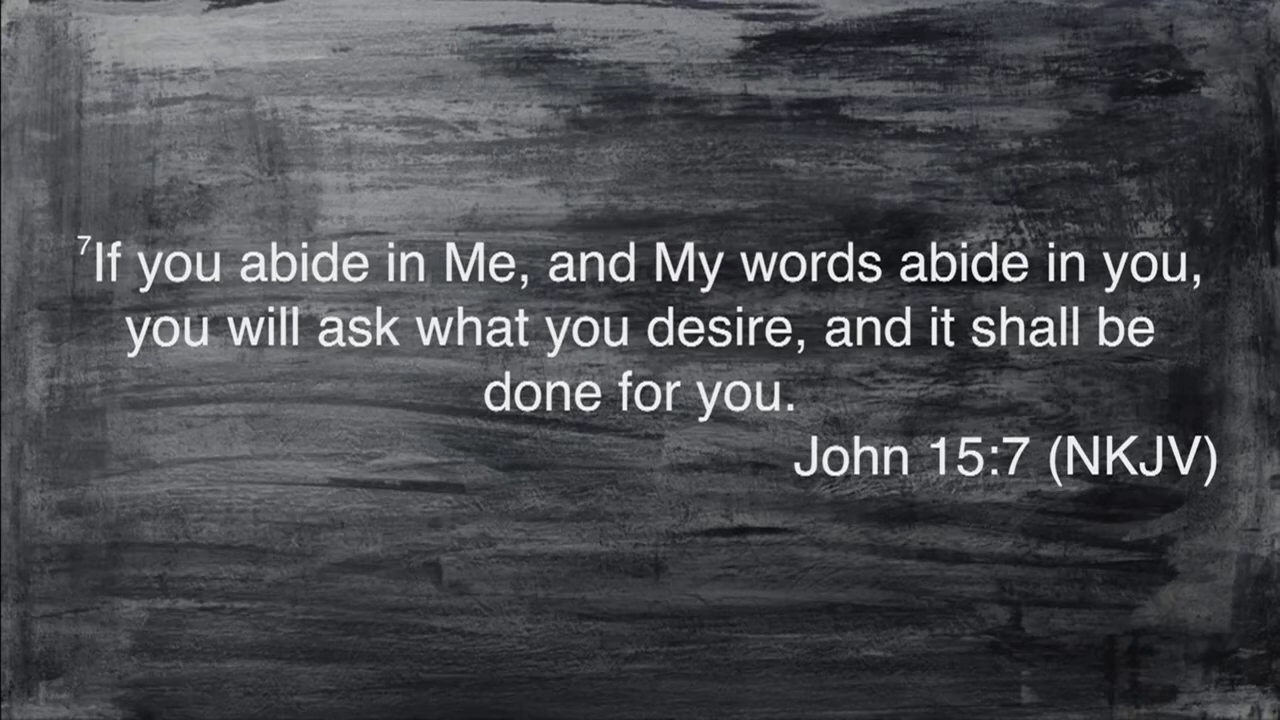 ⁷If you abide in Me, and My words abide in you,
you will ask what you desire, and it shall be
done for you.
John 15:7 (NKJV)